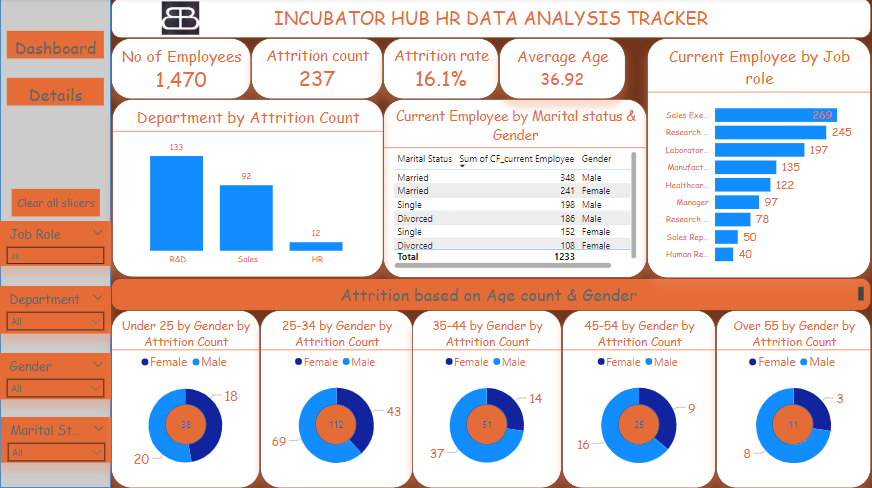 INCUBATOR HUB HR DATA ANALYSIS TRACKER
Dashboard
Details
Clear all slicers
Job Role
All
Department
All
Gender
All
Marital St...
All
No of Employees
1,470
Attrition count
237
Attrition rate
16.1%
Average Age
36.92
Current Employee by Job
role
Sales Exe... 269
Research ... 245
Laborator... 197
Manufact... 135
Healthcar... 122
Manager 97
Research ... 78
Sales Rep... 50
Human Re... 40
Department by Attrition Count
133
92
12
R&D Sales HR
Current Employee by Marital status &
Gender
Marital Status Sum of CF_current Employee Gender
Married 348 Male
Married 241 Female
Single 198 Male
Divorced 186 Male
Single 152 Female
Divorced 108 Female
Total 1233
Attrition based on Age count & Gender
Under 25 by Gender by
Attrition Count
Female Male
18
38
20
25-34 by Gender by
Attrition Count
Female Male
43
112
69
35-44 by Gender by
Attrition Count
Female Male
14
51
37
45-54 by Gender by
Attrition Count
Female Male
9
25
16
Over 55 by Gender by
Attrition Count
Female Male
3
11
8